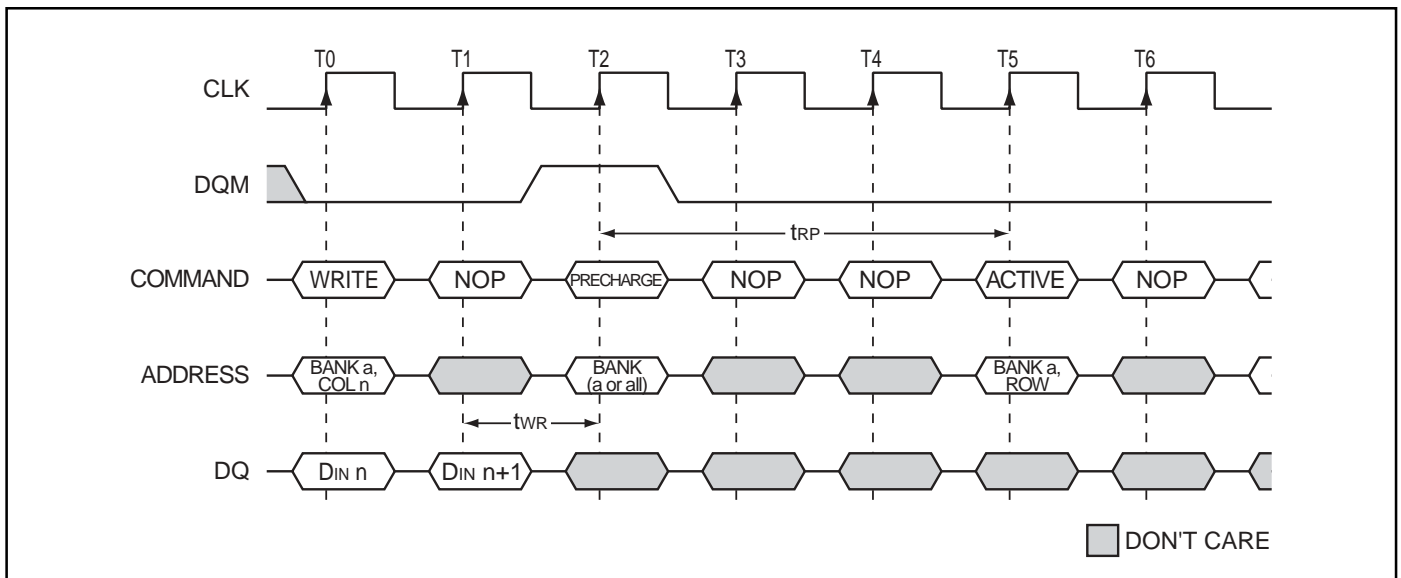 T0 T1 T2 T3 T4 T5 T6
CLK
DQM
tRP
COMMAND WRITE NOP PRECHARGE NOP NOP ACTIVE NOP
ADDRESS BANK a, COL n BANK (a or all) BANK a, ROW
tWR
DQ DIN n DIN n+1
DON'T CARE